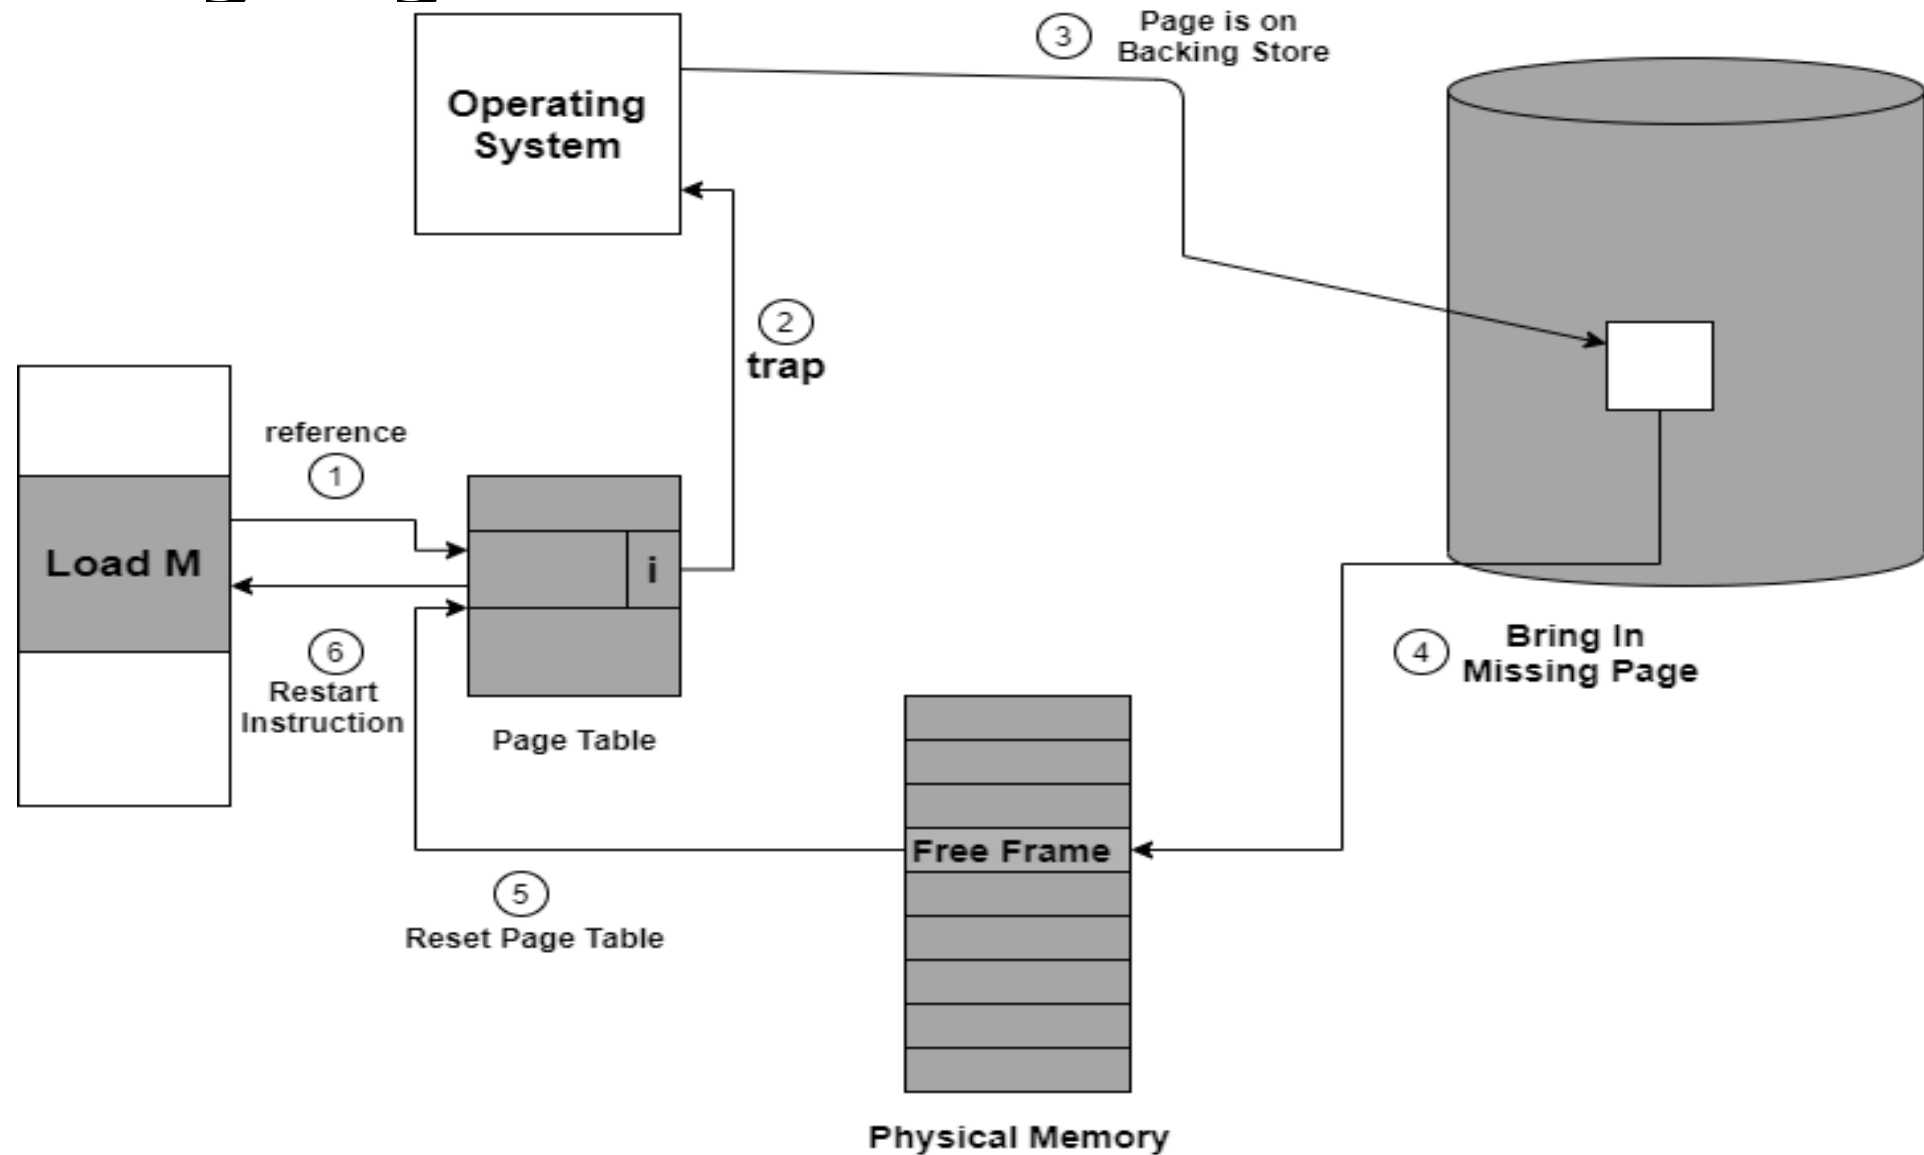 3
Page is on
Backing Store
Operating
System
2
trap
reference
1
Load M
i
6
Restart
Instruction
Page Table
4
Bring In
Missing Page
Free Frame
5
Reset Page Table
Physical Memory